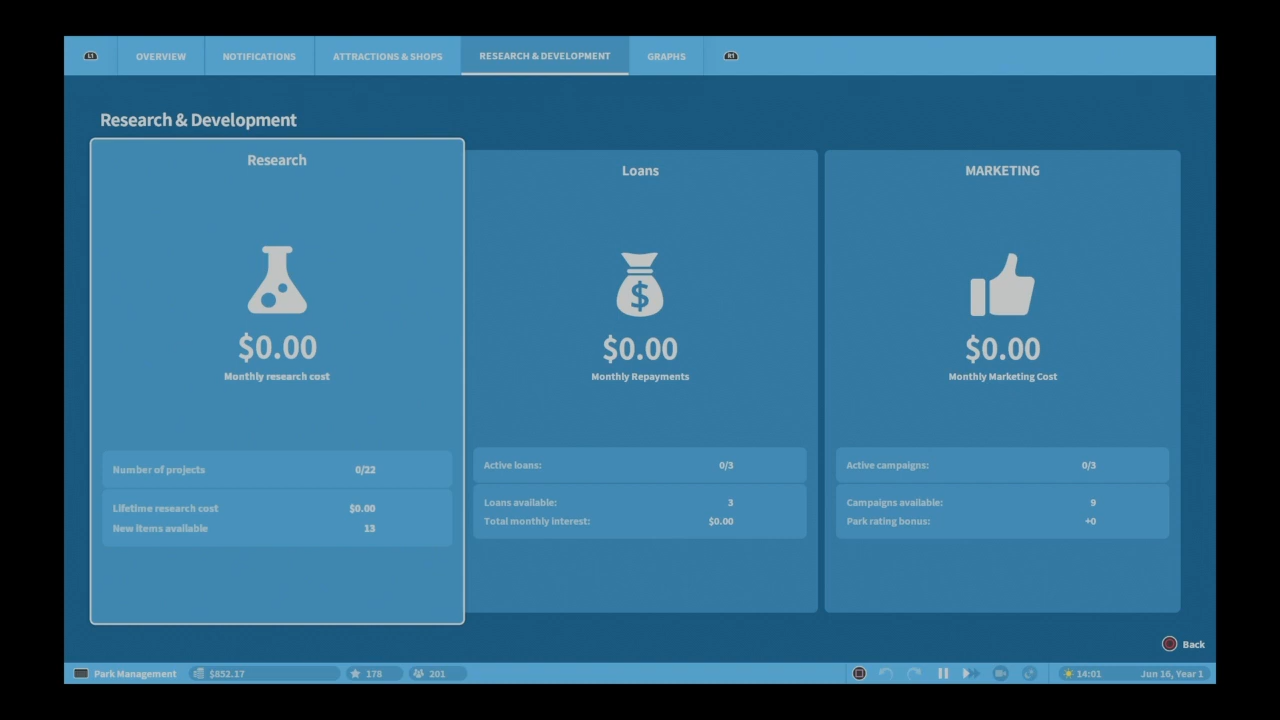 L1 OVERVIEW NOTIFICATIONS ATTRACTIONS & SHOPS RESEARCH & DEVELOPMENT GRAPHS R1
Research & Development
Research
$0.00
Monthly research cost
Number of projects 0/22
Lifetime research cost $0.00
New items available 13
Loans
$
$0.00
Monthly Repayments
Active loans: 0/3
Loans available: 3
Total monthly interest: $0.00
MARKETING
$0.00
Monthly Marketing Cost
Active campaigns: 0/3
Campaigns available: 9
Park rating bonus: +0
Back
Park Management $852.17 178 201 14:01 Jun 16, Year 1